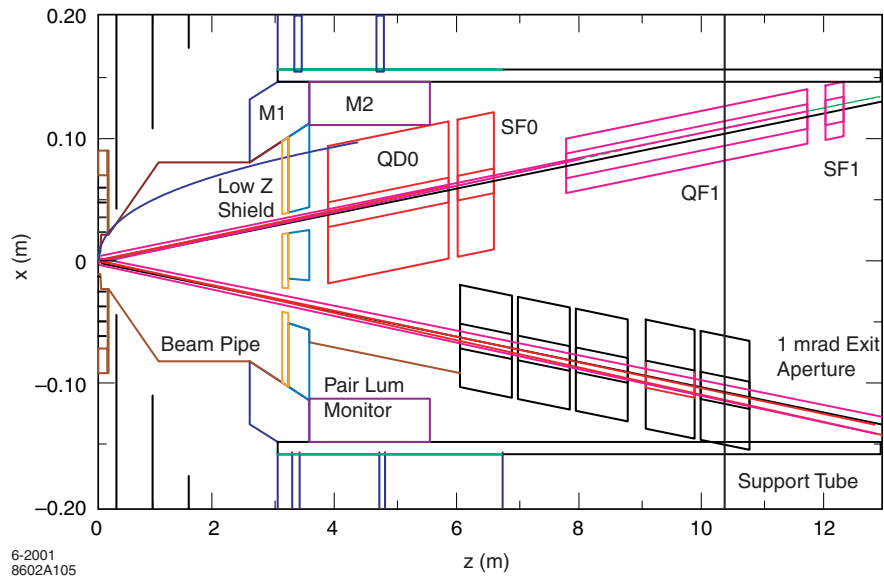 0.20
0.15
0.10
0
−0.10
−0.20
x (m)
M1
M2
SF0
QD0
Low Z
Shield
QF1
SF1
Beam Pipe
Pair Lum
Monitor
1 mrad Exit
Aperture
Support Tube
0
2
4
6
8
10
12
z (m)
6-2001
8602A105